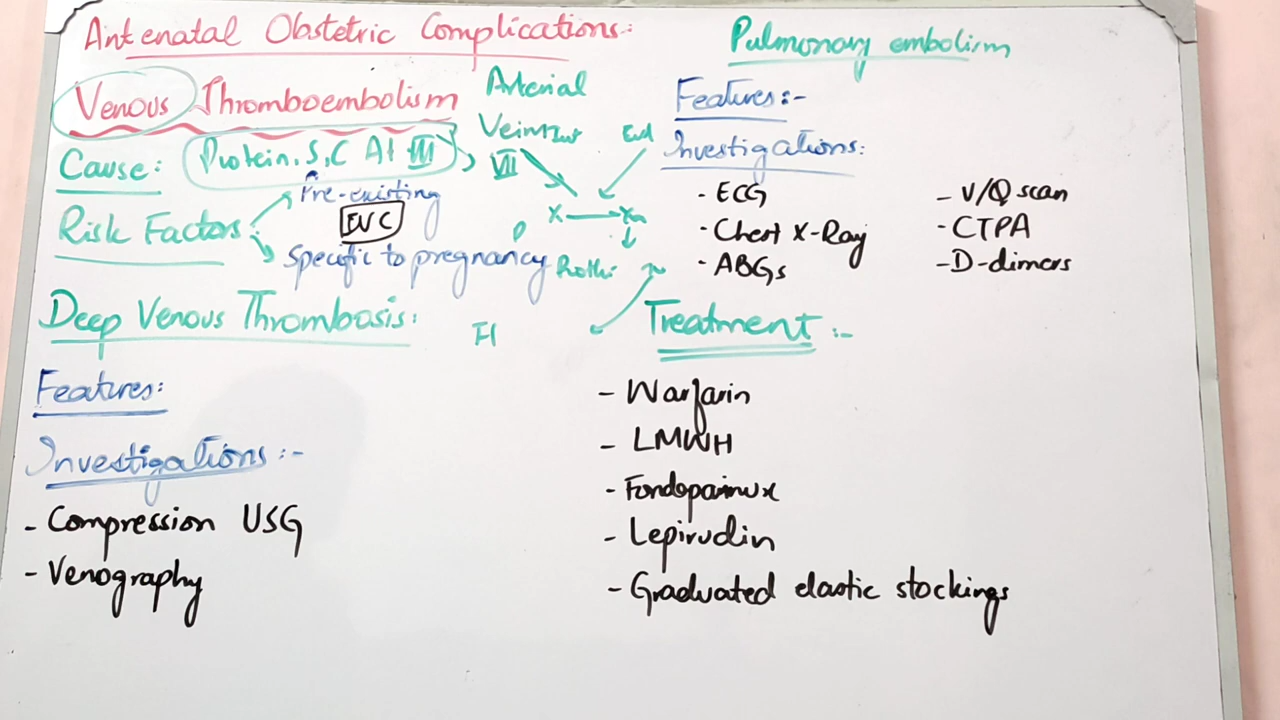 Antenatal Obstetric Complications:
Venous Thromboembolism
Cause: Protein, S, C At III
Risk Factors
Pre-existing
EVC
Specific to pregnancy
Arterial
Vein
VII
X
Deep Venous Thrombosis:
Features:
Investigations:-
- Compression USG
- Venography
Pulmonary embolism
Features:-
Investigations:
- ECG
- Chest X-Ray
- ABGs
- V/Q scan
- CTPA
- D-dimers
Treatment:-
- Warfarin
- LMWH
- Fondaparinux
- Lepirudin
- Graduated elastic stockings